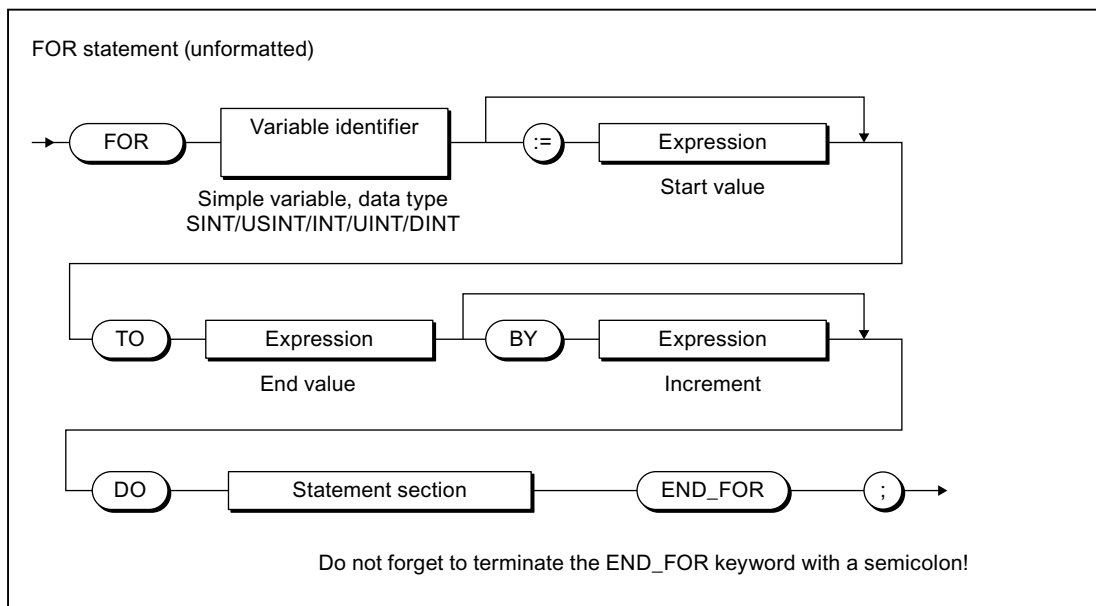 FOR statement (unformatted)
FOR
Variable identifier
:=
Expression
Simple variable, data type
SINT/USINT/INT/UINT/DINT
Start value
TO
Expression
BY
Expression
End value
Increment
DO
Statement section
END_FOR
;
Do not forget to terminate the END_FOR keyword with a semicolon!